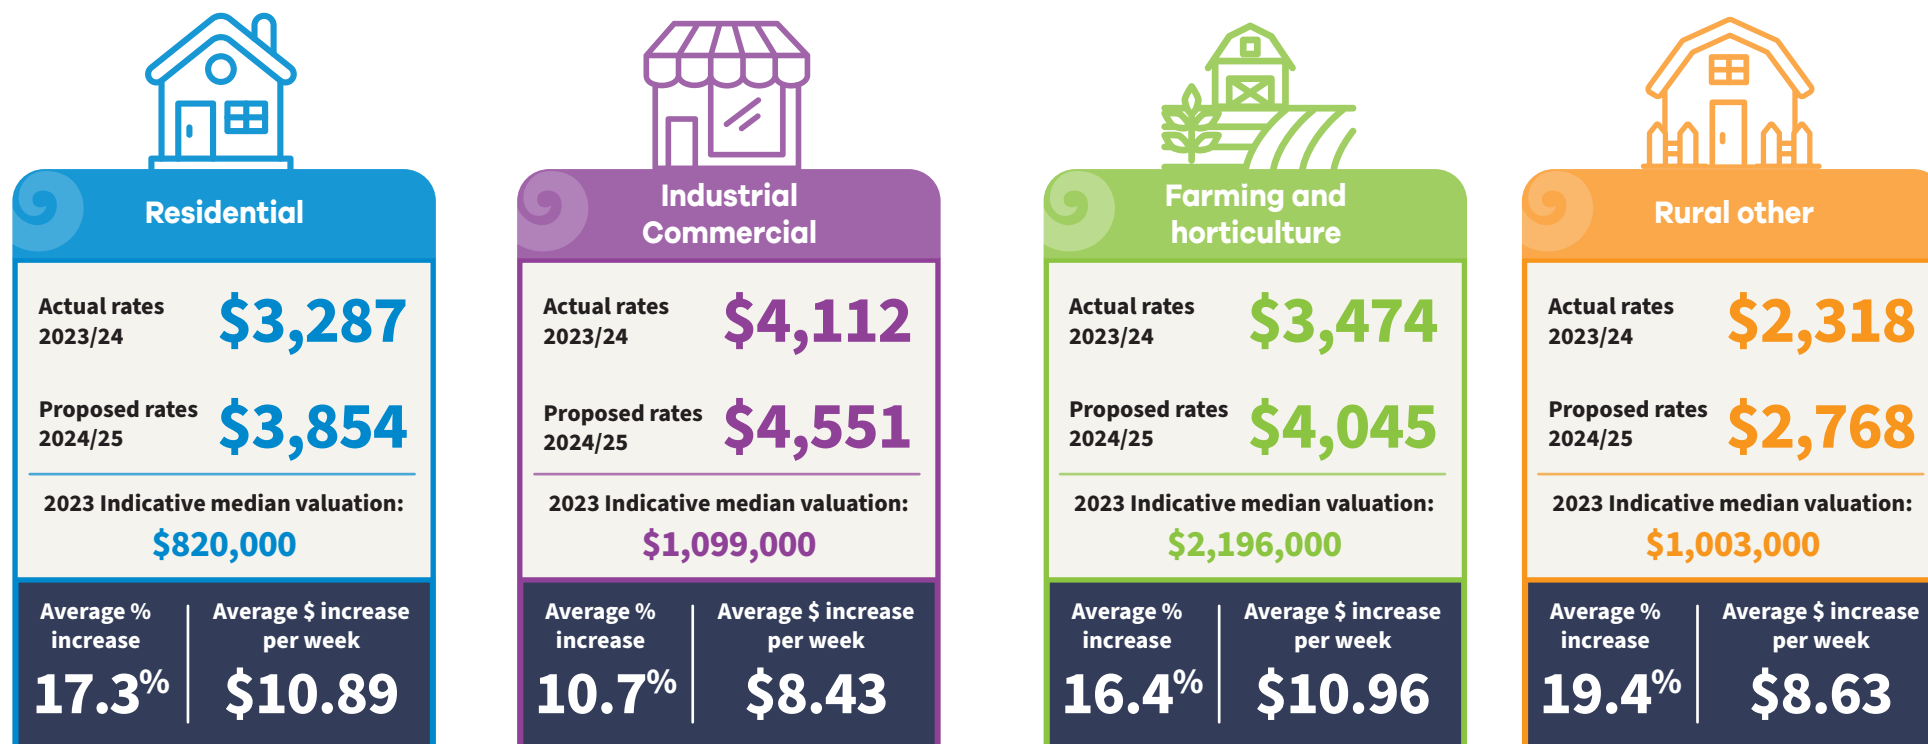 Residential
Actual rates
2023/24
$3,287
Proposed rates
2024/25
$3,854
2023 Indicative median valuation:
$820,000
Average %
increase
17.3%
Average $ increase
per week
$10.89
Industrial
Commercial
Actual rates
2023/24
$4,112
Proposed rates
2024/25
$4,551
2023 Indicative median valuation:
$1,099,000
Average %
increase
10.7%
Average $ increase
per week
$8.43
Farming and
horticulture
Actual rates
2023/24
$3,474
Proposed rates
2024/25
$4,045
2023 Indicative median valuation:
$2,196,000
Average %
increase
16.4%
Average $ increase
per week
$10.96
Rural other
Actual rates
2023/24
$2,318
Proposed rates
2024/25
$2,768
2023 Indicative median valuation:
$1,003,000
Average %
increase
19.4%
Average $ increase
per week
$8.63